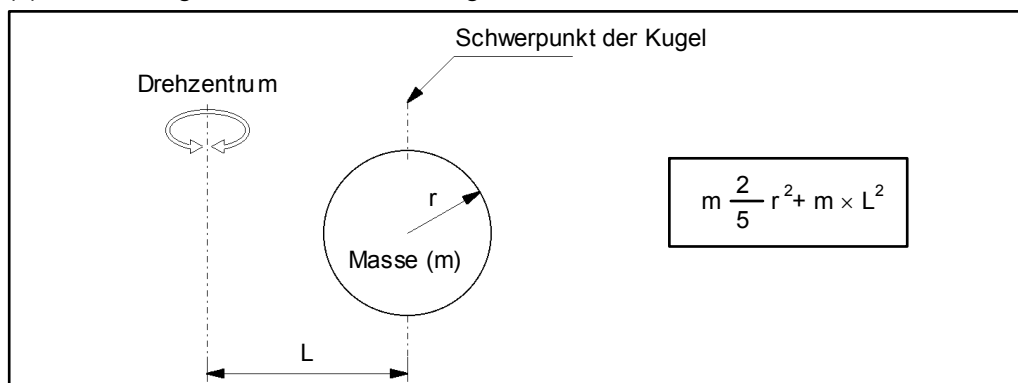 Schwerpunkt der Kugel
Drehzentrum
r
m 2/5 r² + m × L²
Masse (m)
L